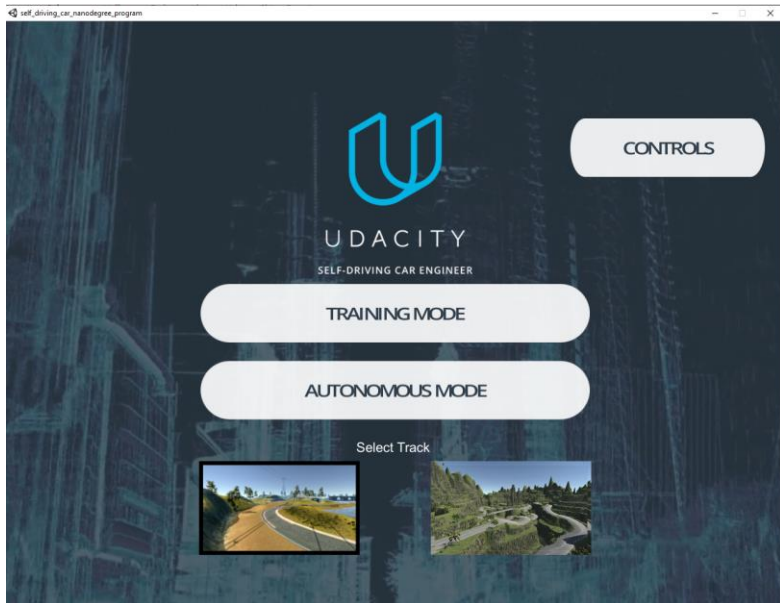 self_driving_car_nanodegree_program
CONTROLS
UDACITY
SELF-DRIVING CAR ENGINEER
TRAINING MODE
AUTONOMOUS MODE
Select Track